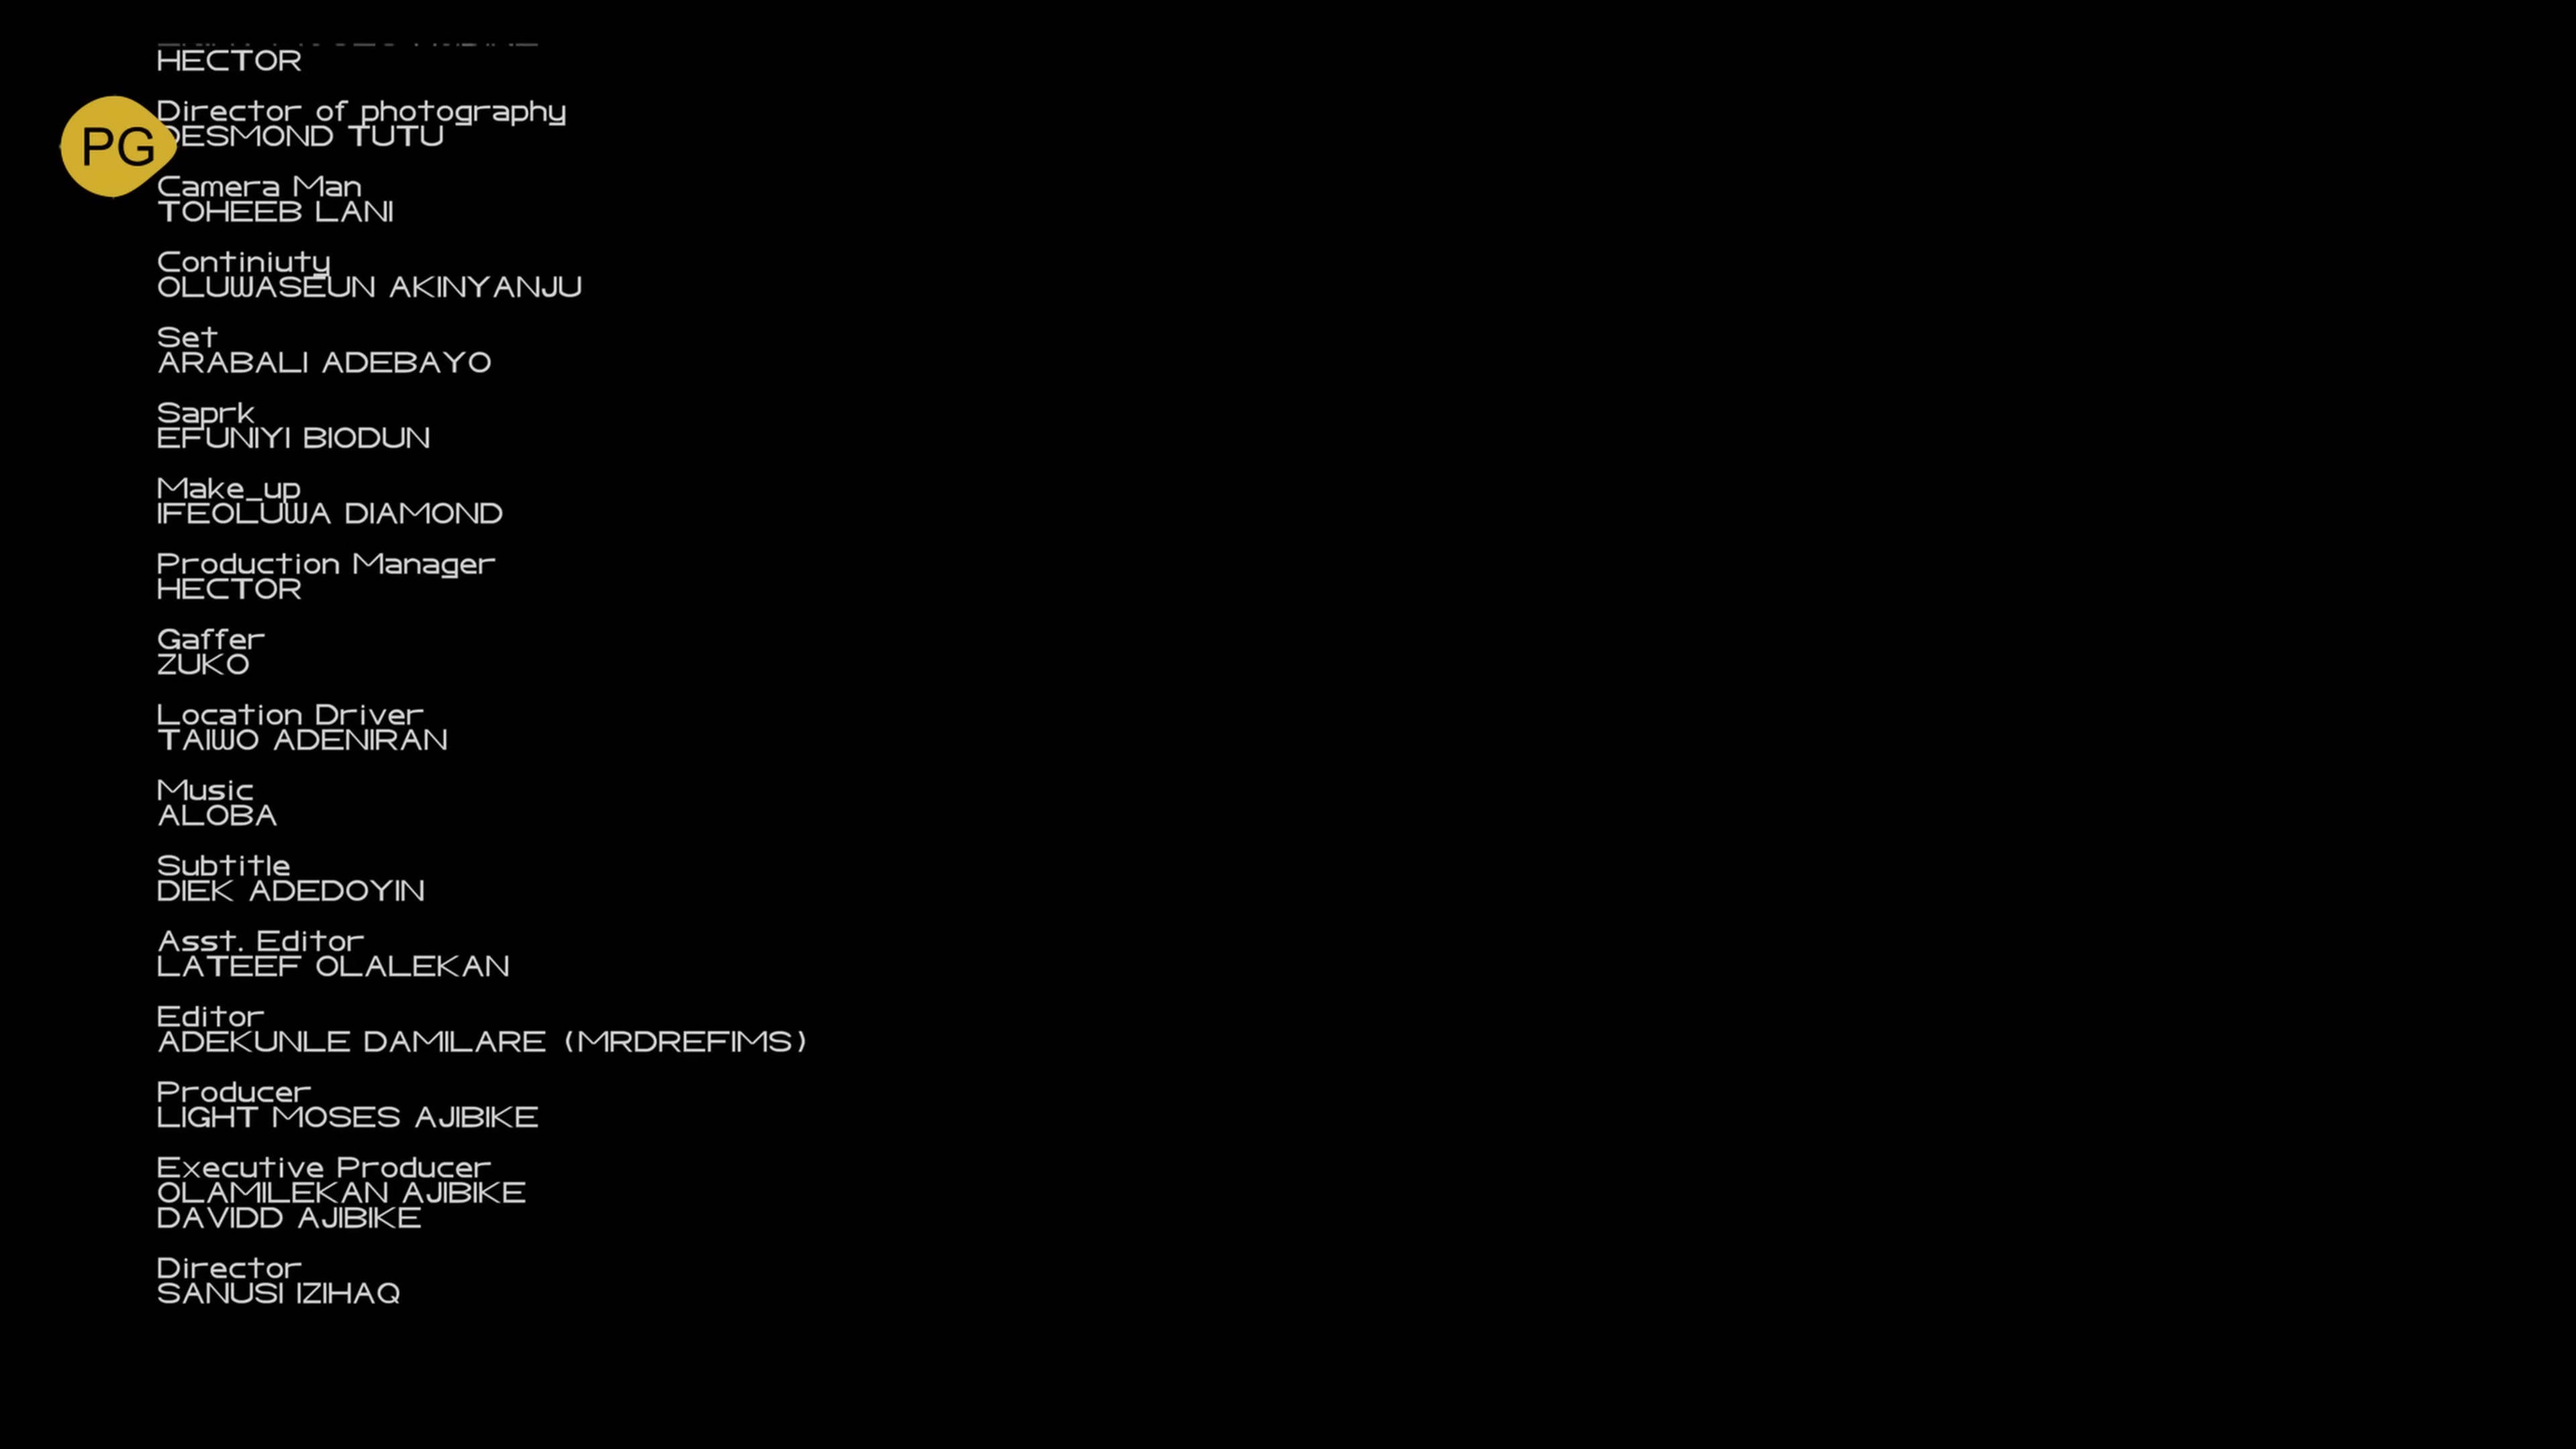 HECTOR
Director of photography
PG
DESMOND TUTU
Camera Man
TOHEEB LANI
Continiuty
OLUWASEUN AKINYANJU
Set
ARABALI ADEBAYO
Saprk
EFUNIYI BIODUN
Make_up
IFEOLUWA DIAMOND
Production Manager
HECTOR
Gaffer
ZUKO
Location Driver
TAIWO ADENIRAN
Music
ALOBA
Subtitle
DIEK ADEDOYIN
Asst. Editor
LATEEF OLALEKAN
Editor
ADEKUNLE DAMILARE (MRDREFIMS)
Producer
LIGHT MOSES AJIBIKE
Executive Producer
OLAMILEKAN AJIBIKE
DAVIDD AJIBIKE
Director
SANUSI IZIHAQ